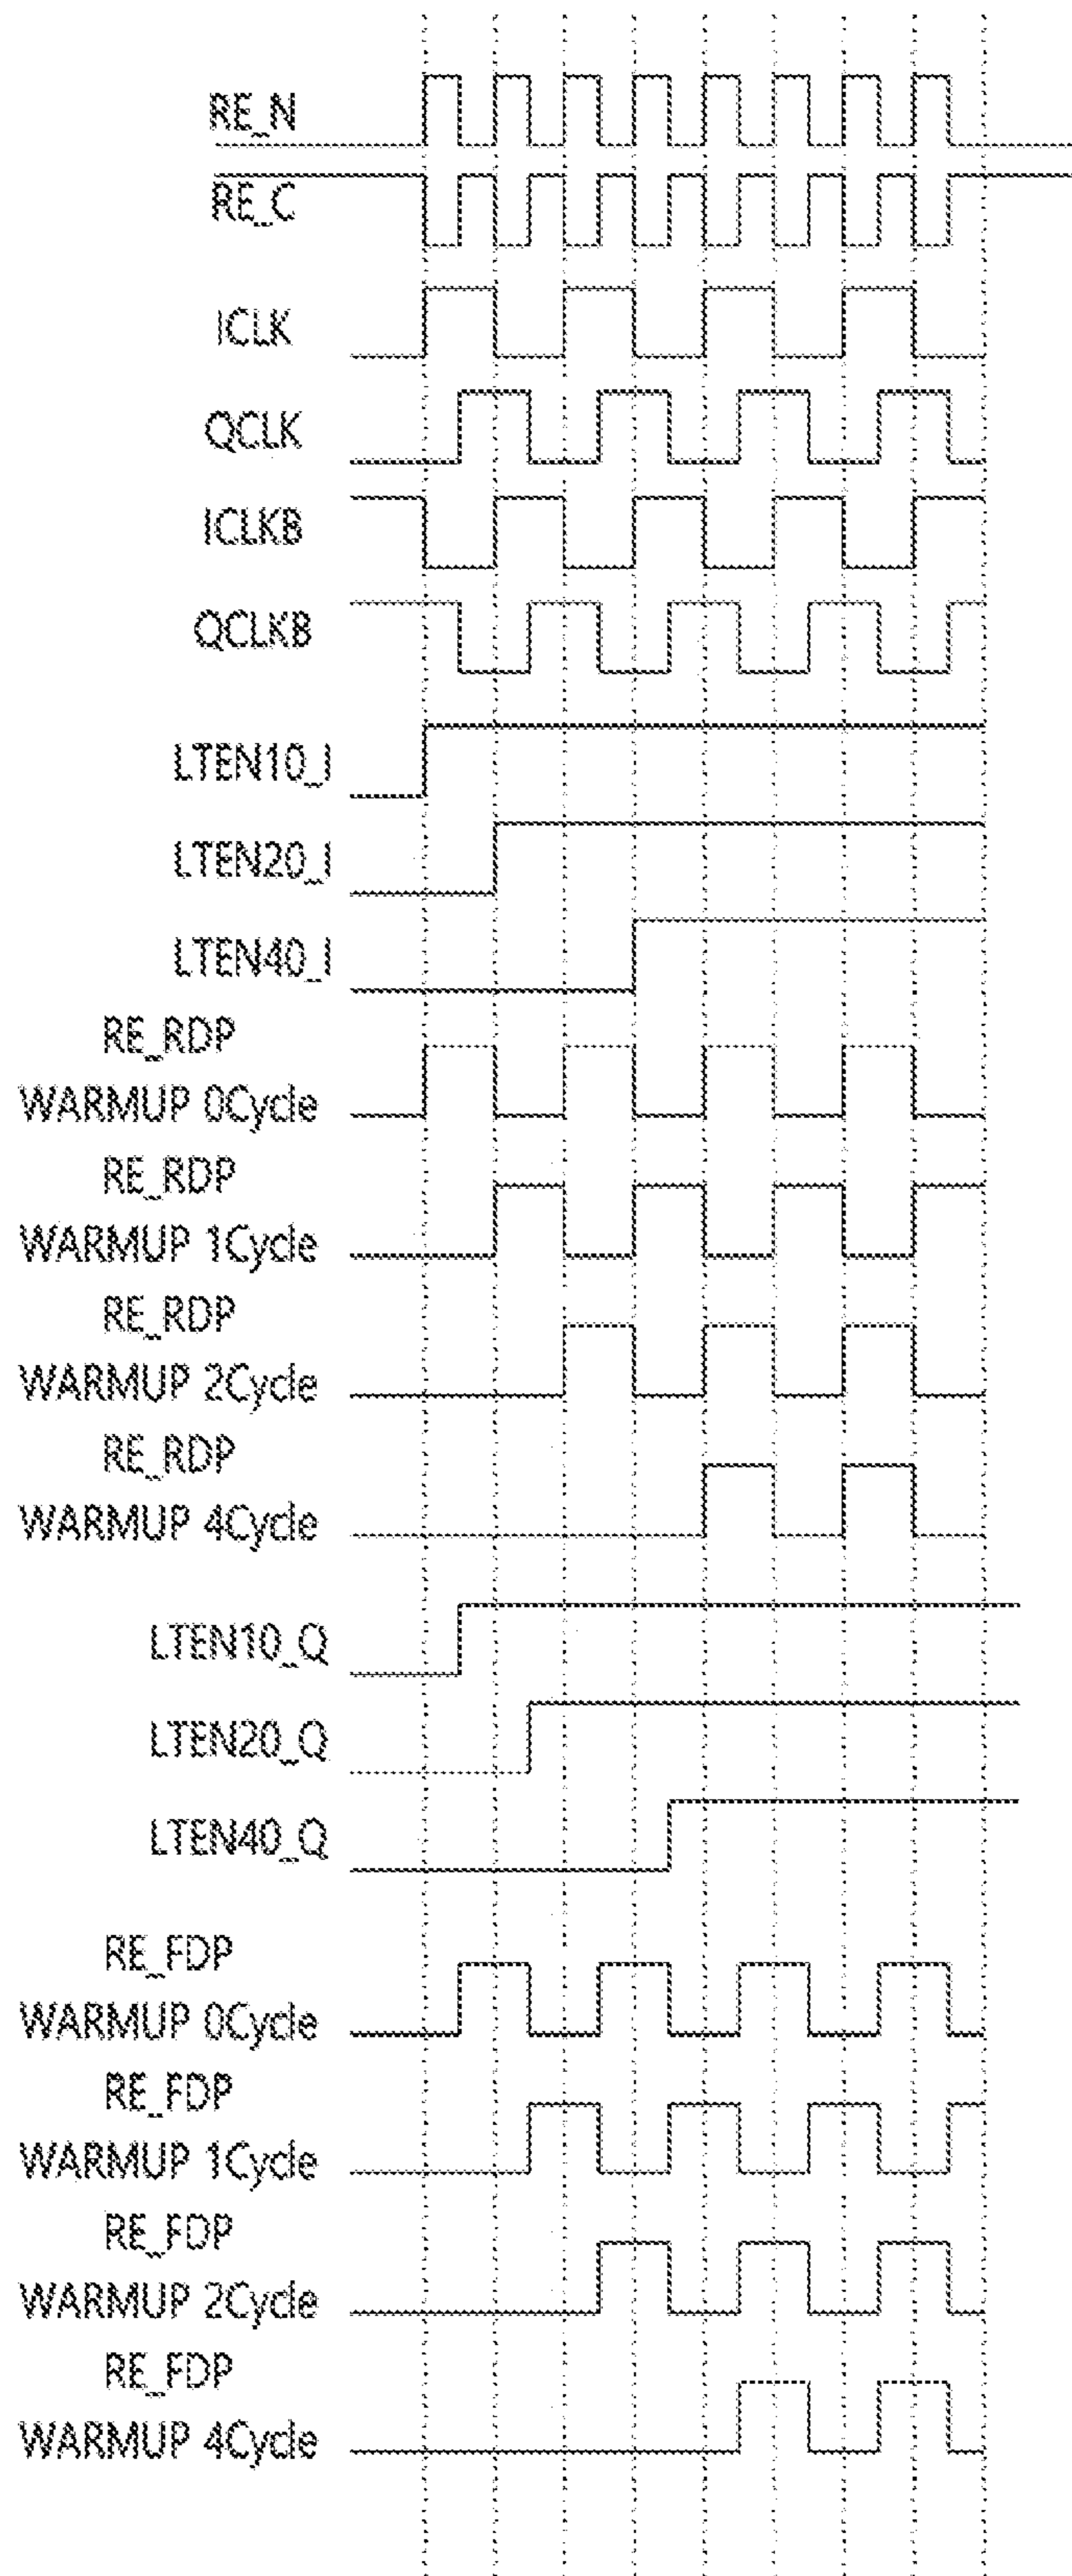 RE_N
RE_C
ICLK
QCLK
ICLKB
QCLKB
LTEN10_I
LTEN20_I
LTEN40_I
RE_RDP
WARMUP 0Cycle
RE_RDP
WARMUP 1Cycle
RE_RDP
WARMUP 2Cycle
RE_RDP
WARMUP 4Cycle
LTEN10_Q
LTEN20_Q
LTEN40_Q
RE_FDP
WARMUP 0Cycle
RE_FDP
WARMUP 1Cycle
RE_FDP
WARMUP 2Cycle
RE_FDP
WARMUP 4Cycle